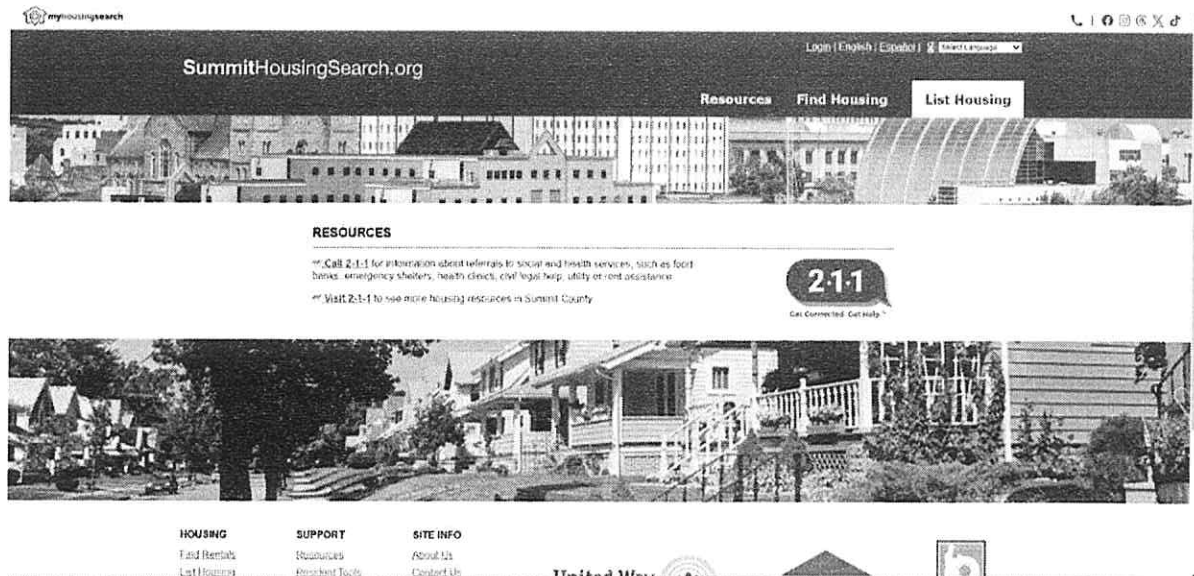 myhousingsearch
Login | English | Español | Select Language
SummitHousingSearch.org
Resources Find Housing List Housing
RESOURCES
Call 2-1-1 for information about referrals to social and health services, such as food
banks, emergency shelters, health clinics, civil legal help, utility or rent assistance
Visit 2-1-1 to see more housing resources in Summit County
2·1·1
Get Connected. Get Help.™
HOUSING SUPPORT SITE INFO
Find Rentals Resources About Us
List Housing Resident Tools Contact Us
United Way